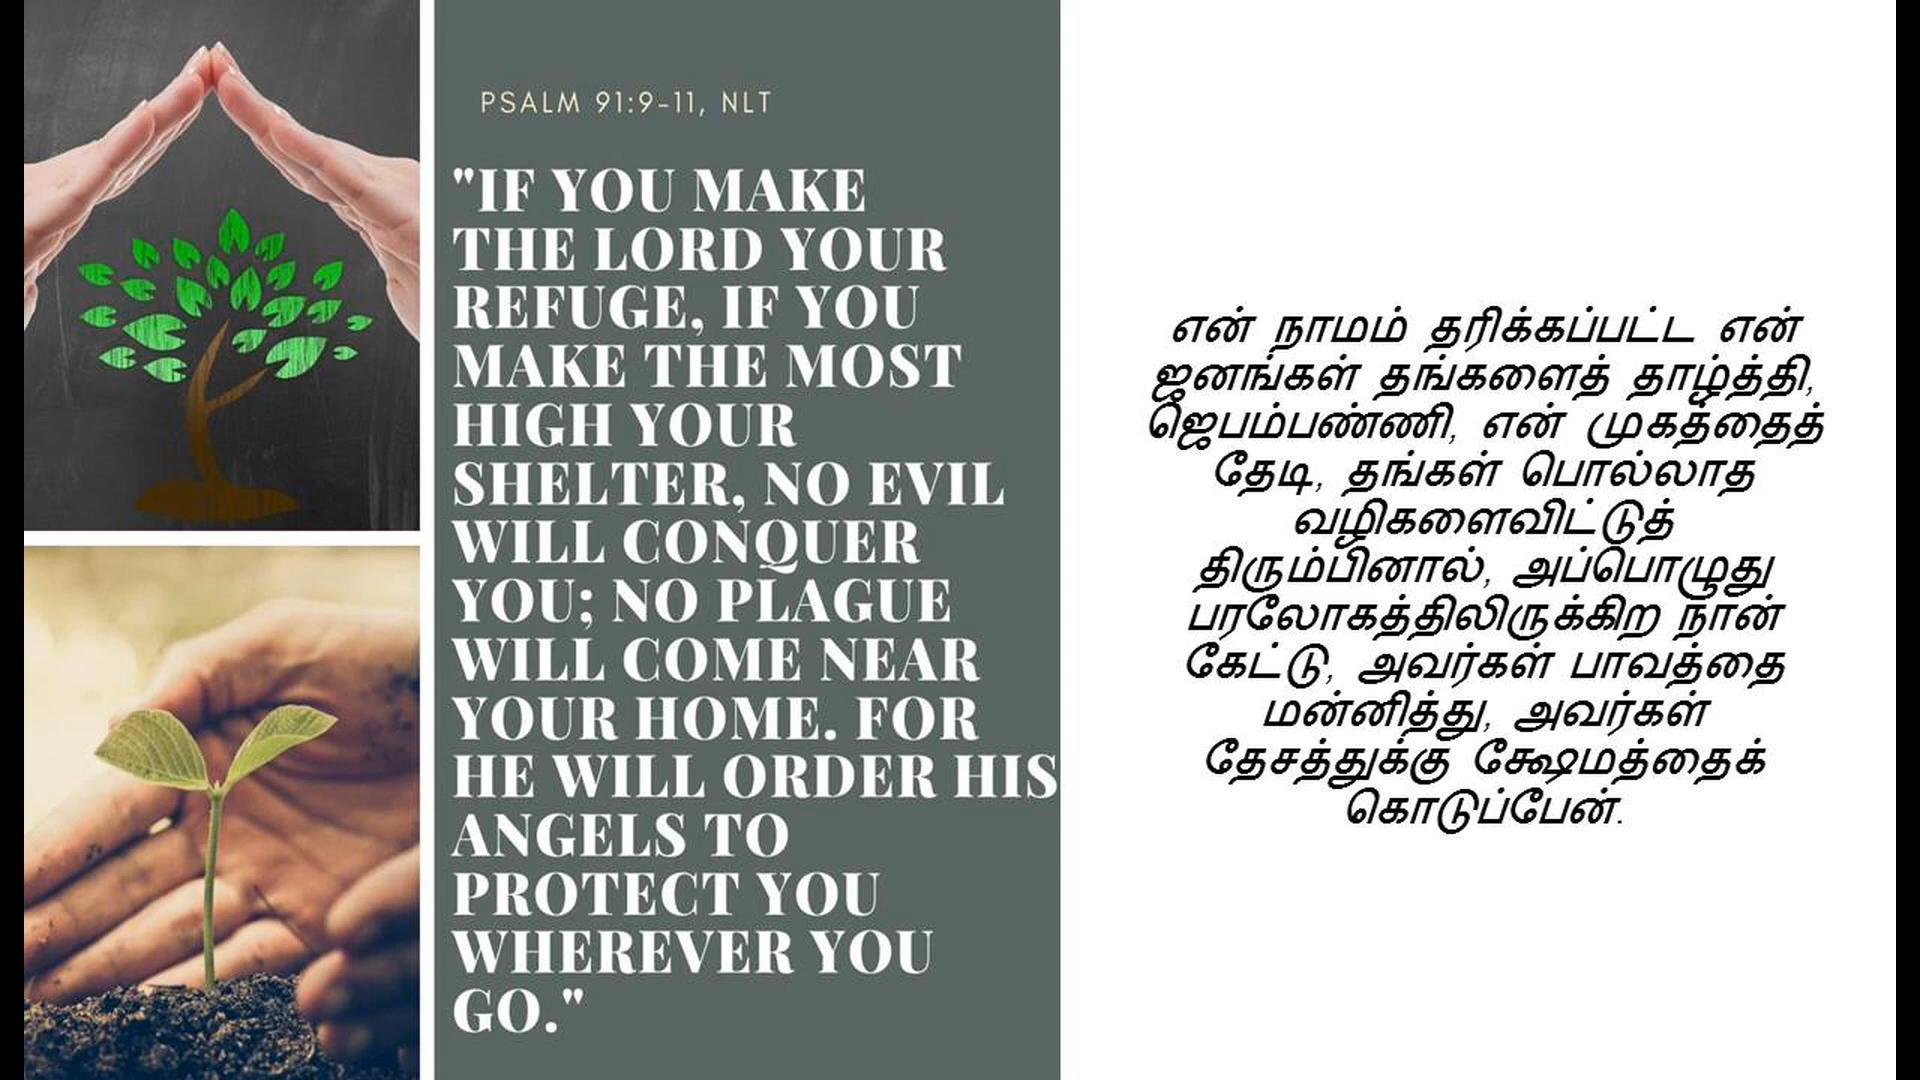 PSALM 91:9-11, NLT
"IF YOU MAKE
THE LORD YOUR
REFUGE, IF YOU
MAKE THE MOST
HIGH YOUR
SHELTER, NO EVIL
WILL CONQUER
YOU; NO PLAGUE
WILL COME NEAR
YOUR HOME. FOR
HE WILL ORDER HIS
ANGELS TO
PROTECT YOU
WHEREVER YOU
GO."
என் நாமம் தரிக்கப்பட்ட என்
ஜனங்கள் தங்களைத் தாழ்த்தி,
ஜெபம்பண்ணி, என் முகத்தைத்
தேடி, தங்கள் பொல்லாத
வழிகளைவிட்டுத்
திரும்பினால், அப்பொழுது
பரலோகத்திலிருக்கிற நான்
கேட்டு, அவர்கள் பாவத்தை
மன்னித்து, அவர்கள்
தேசத்துக்கு க்ஷேமத்தைக்
கொடுப்பேன்.